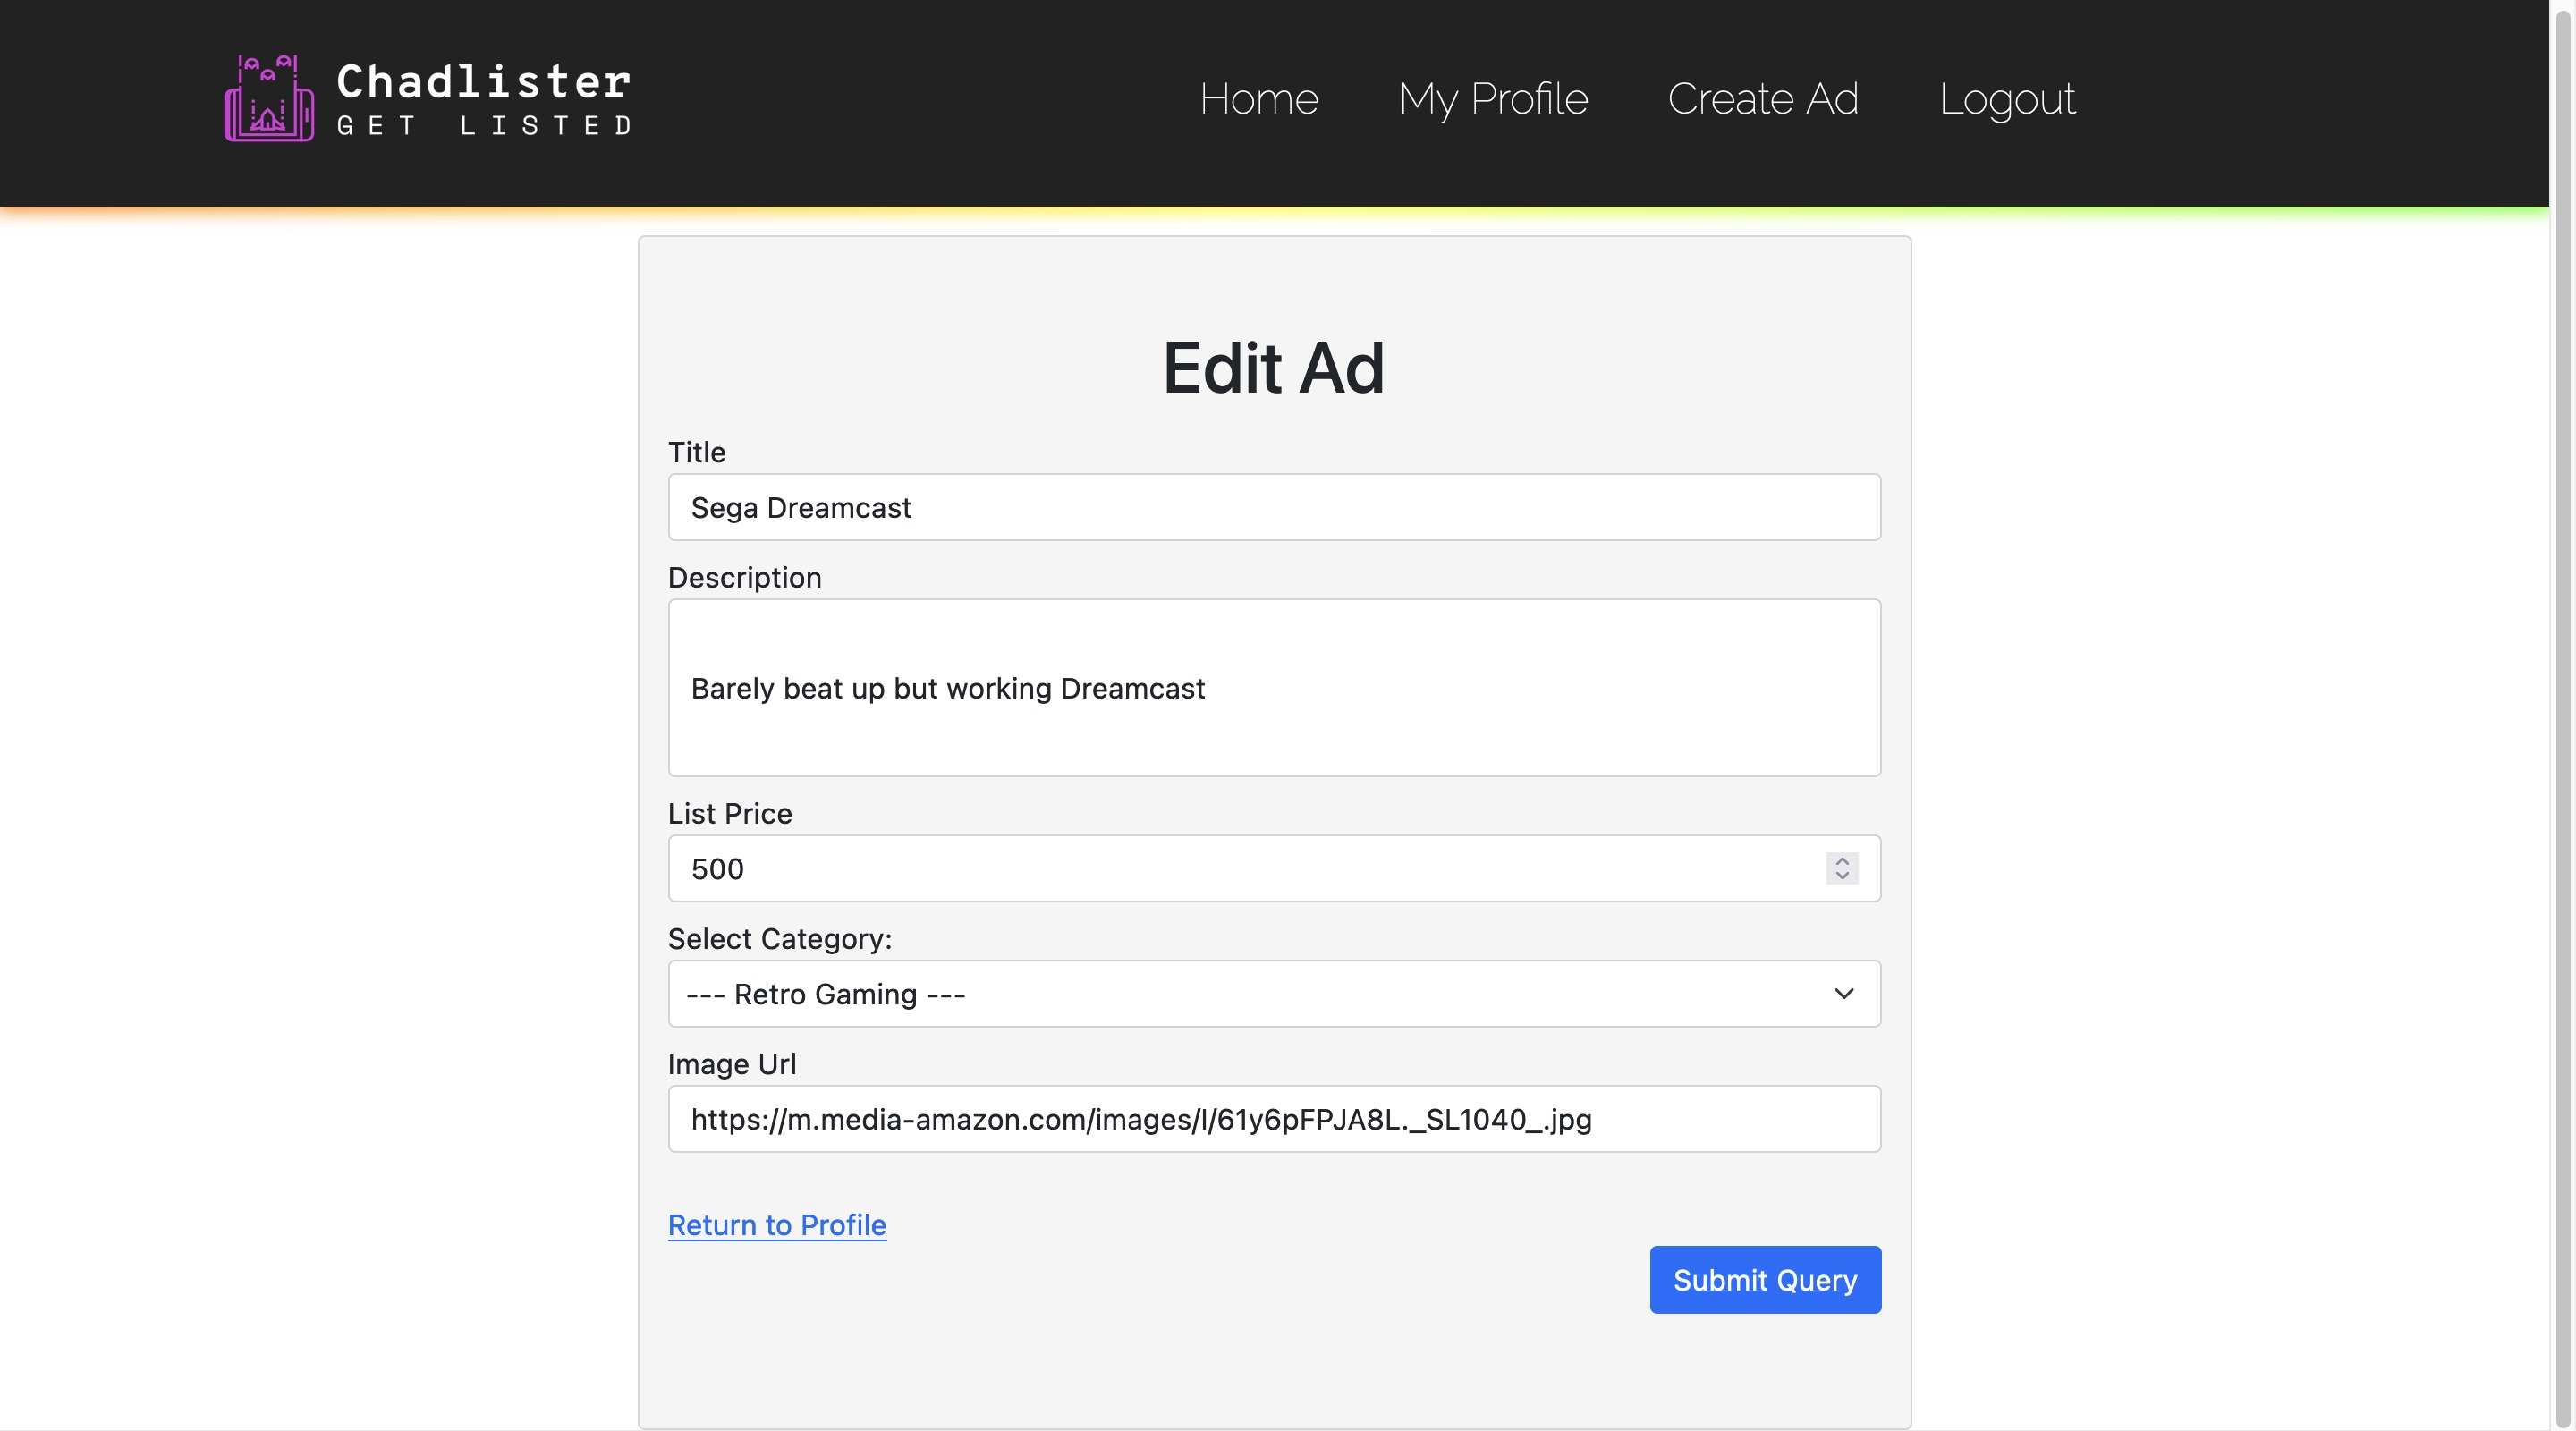 Chadlister
GET LISTED
Home My Profile Create Ad Logout
Edit Ad
Title
Sega Dreamcast
Description
Barely beat up but working Dreamcast
List Price
500
Select Category:
--- Retro Gaming ---
Image Url
https://m.media-amazon.com/images/I/61y6pFPJA8L._SL1040_.jpg
Return to Profile
Submit Query